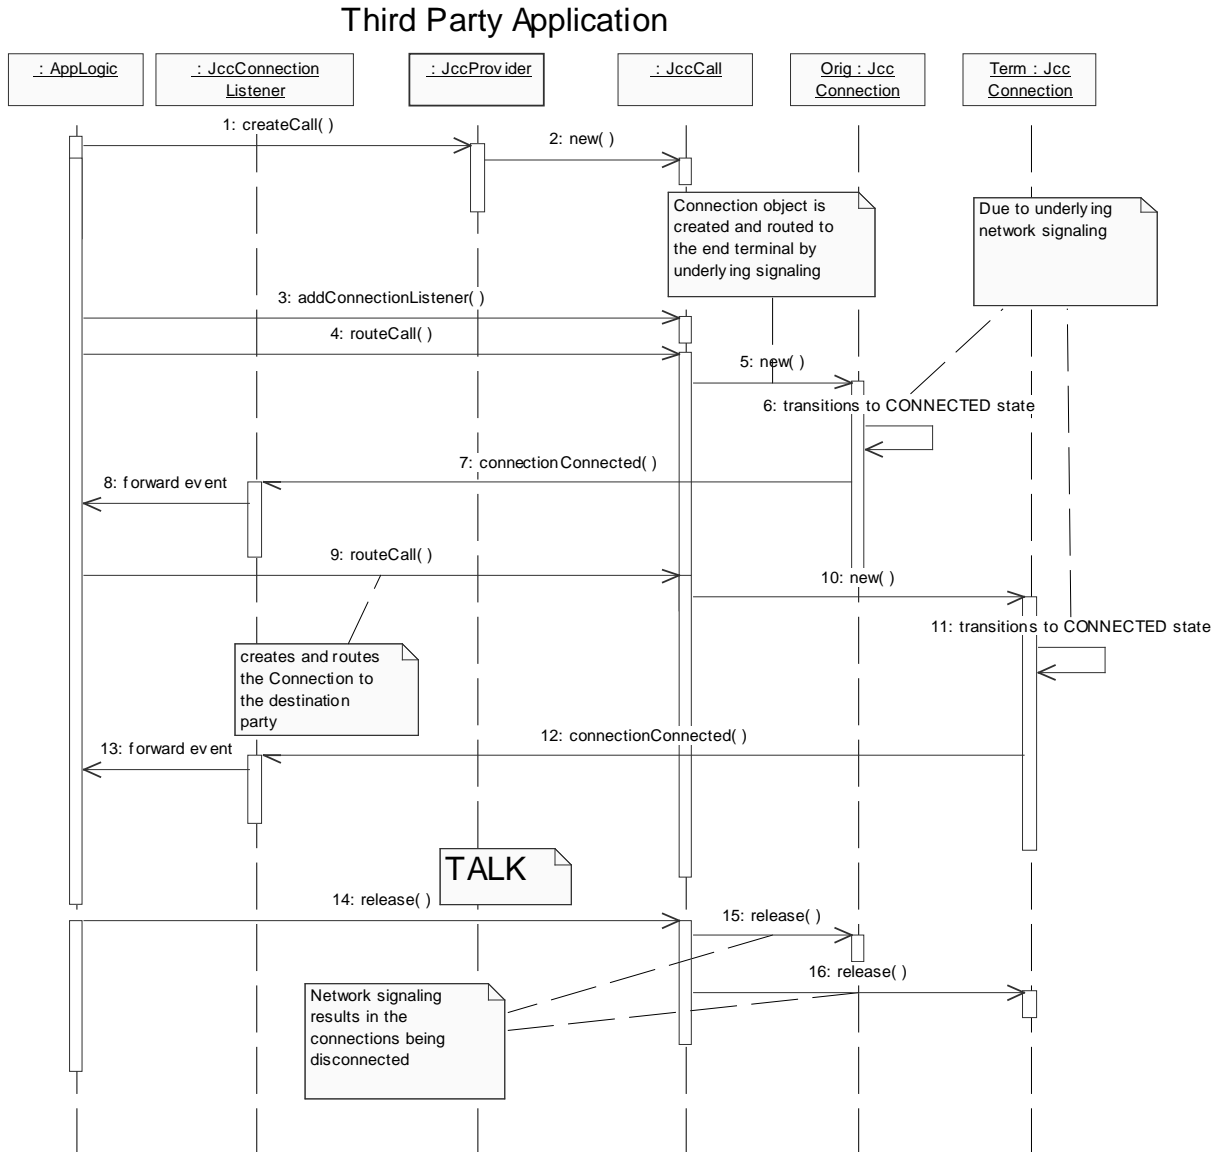 Third Party Application
: AppLogic
: JccConnection
Listener
: JccProvider
: JccCall
Orig : Jcc
Connection
Term : Jcc
Connection
1: createCall( )
2: new( )
Connection object is
created and routed to
the end terminal by
underlying signaling
Due to underlying
network signaling
3: addConnectionListener( )
4: routeCall( )
5: new( )
6: transitions to CONNECTED state
7: connectionConnected( )
8: forward event
9: routeCall( )
10: new( )
11: transitions to CONNECTED state
creates and routes
the Connection to
the destination
party
12: connectionConnected( )
13: forward event
TALK
14: release( )
15: release( )
16: release( )
Network signaling
results in the
connections being
disconnected